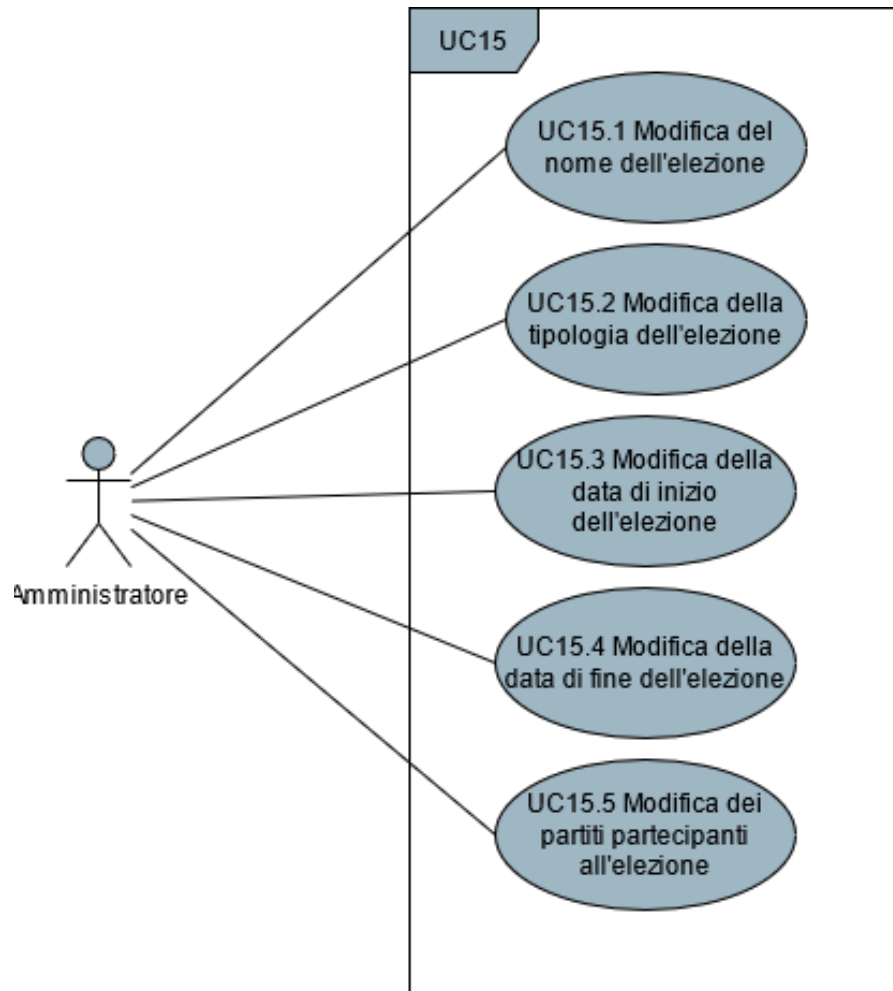 UC15
UC15.1 Modifica del
nome dell'elezione
UC15.2 Modifica della
tipologia dell'elezione
UC15.3 Modifica della
data di inizio
dell'elezione
Amministratore
UC15.4 Modifica della
data di fine dell'elezione
UC15.5 Modifica dei
partiti partecipanti
all'elezione